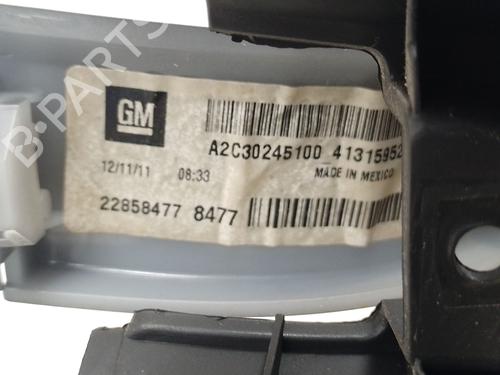 GM
A2C30245100 41315952
12/11/11 08:33 MADE IN MEXICO
22858477 8477
B-PARTS